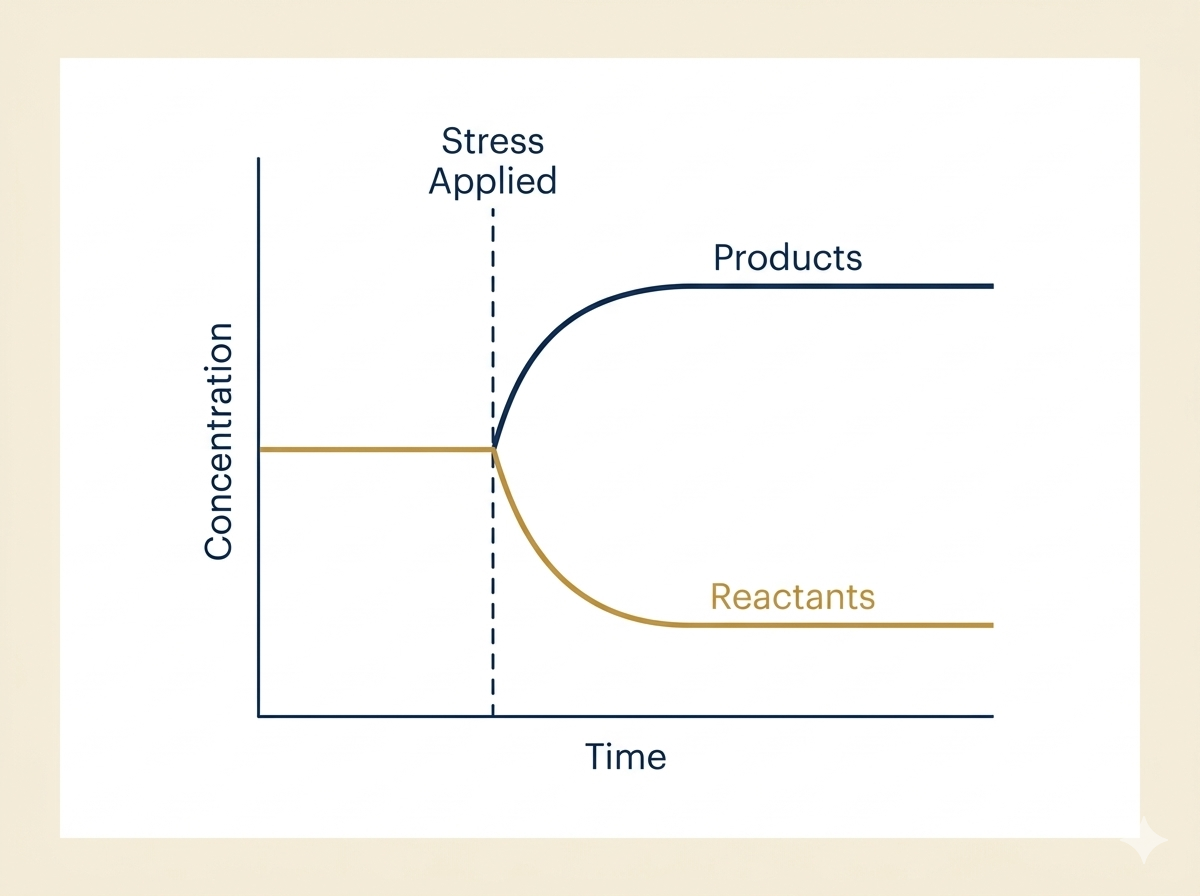 Stress
Applied
Products
Concentration
Reactants
Time